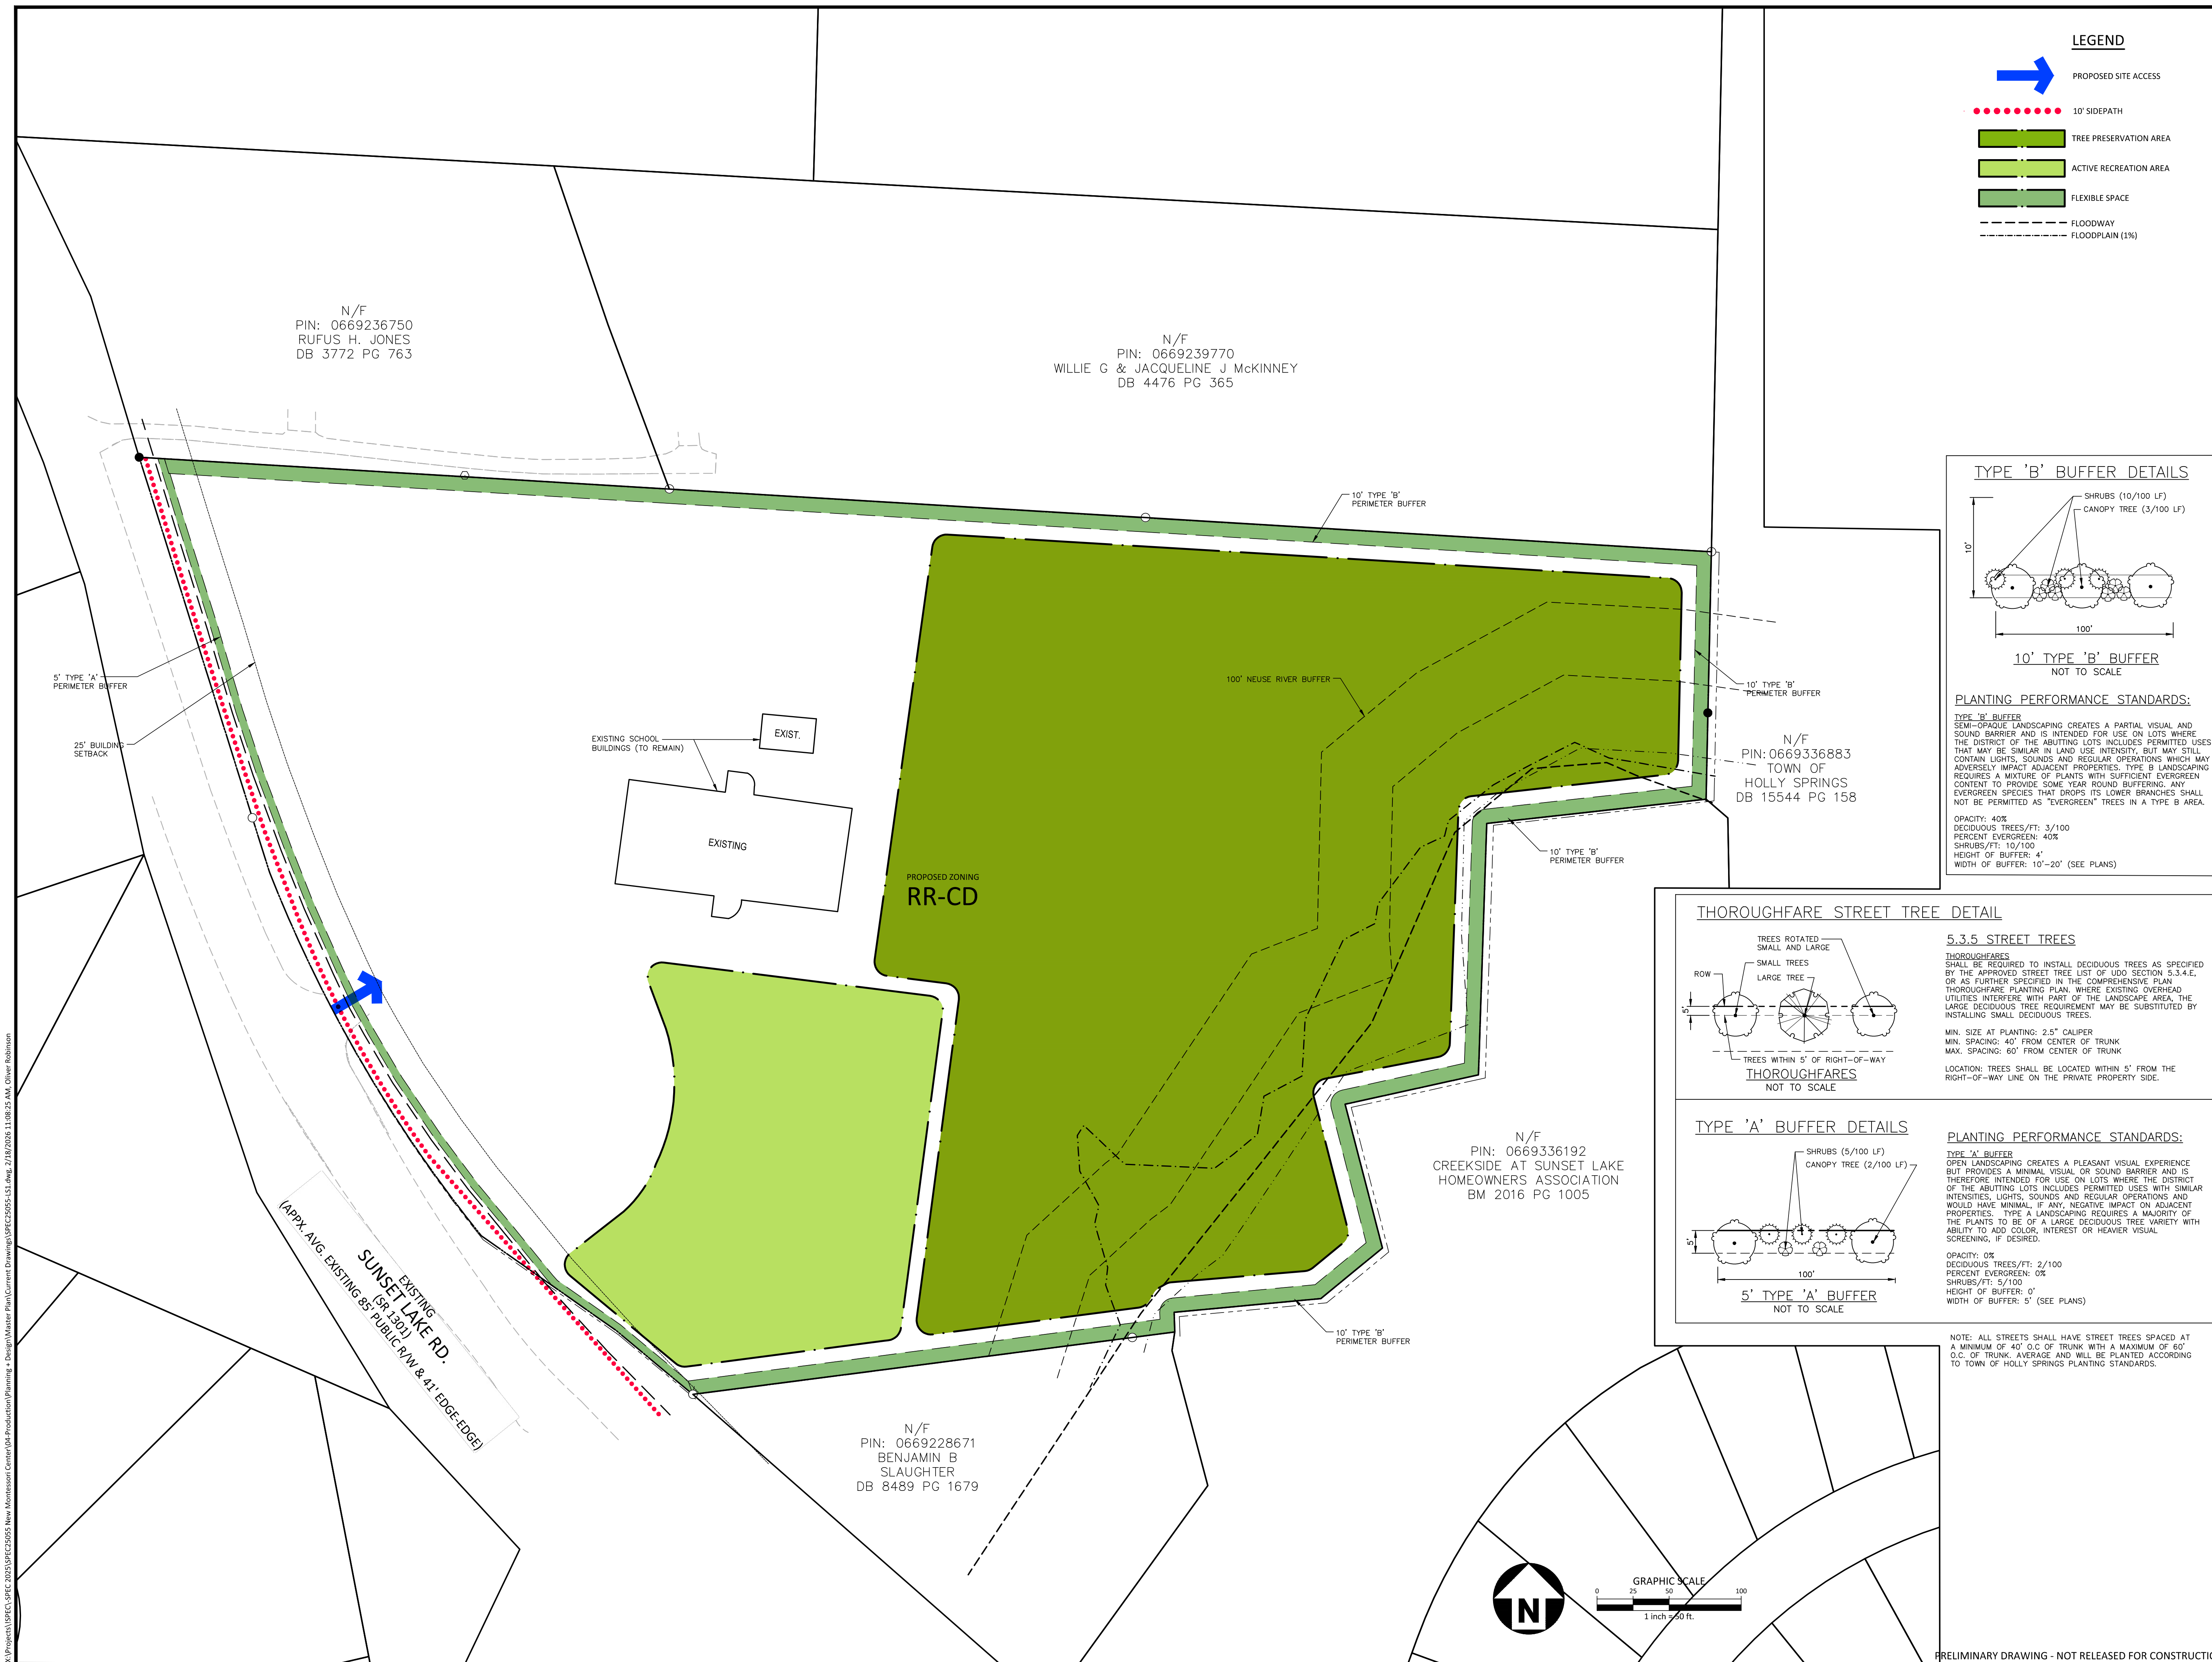 LEGEND
PROPOSED SITE ACCESS
10' SIDEPATH
TREE PRESERVATION AREA
ACTIVE RECREATION AREA
FLEXIBLE SPACE
FLOODWAY
FLOODPLAIN (1%)
N/F
PIN: 0669236750
RUFUS H. JONES
DB 3772 PG 763
N/F
PIN: 0669239770
WILLIE G & JACQUELINE J McKINNEY
DB 4476 PG 365
10' TYPE 'B'
PERIMETER BUFFER
5' TYPE 'A'
PERIMETER BUFFER
25' BUILDING
SETBACK
EXISTING SCHOOL
BUILDINGS (TO REMAIN)
EXIST.
EXISTING
100' NEUSE RIVER BUFFER
10' TYPE 'B'
PERIMETER BUFFER
N/F
PIN:0669336883
TOWN OF
HOLLY SPRINGS
DB 15544 PG 158
10' TYPE 'B'
PERIMETER BUFFER
PROPOSED ZONING
RR-CD
N/F
PIN: 0669336192
CREEKSIDE AT SUNSET LAKE
HOMEOWNERS ASSOCIATION
BM 2016 PG 1005
10' TYPE 'B'
PERIMETER BUFFER
EXISTING
SUNSET LAKE RD.
(SR 1301)
(APPX. AVG. EXISTING 85' PUBLIC R/W & 41' EDGE-EDGE)
N/F
PIN: 0669228671
BENJAMIN B
SLAUGHTER
DB 8489 PG 1679
TYPE 'B' BUFFER DETAILS
SHRUBS (10/100 LF)
CANOPY TREE (3/100 LF)
10'
100'
10' TYPE 'B' BUFFER
NOT TO SCALE
PLANTING PERFORMANCE STANDARDS:
TYPE 'B' BUFFER
SEMI-OPAQUE LANDSCAPING CREATES A PARTIAL VISUAL AND
SOUND BARRIER AND IS INTENDED FOR USE ON LOTS WHERE
THE DISTRICT OF THE ABUTTING LOTS INCLUDES PERMITTED USES
THAT MAY BE SIMILAR IN LAND USE INTENSITY, BUT MAY STILL
CONTAIN LIGHTS, SOUNDS AND REGULAR OPERATIONS WHICH MAY
ADVERSELY IMPACT ADJACENT PROPERTIES. TYPE B LANDSCAPING
REQUIRES A MIXTURE OF PLANTS WITH SUFFICIENT EVERGREEN
CONTENT TO PROVIDE SOME YEAR ROUND BUFFERING. ANY
EVERGREEN SPECIES THAT DROPS ITS LOWER BRANCHES SHALL
NOT BE PERMITTED AS "EVERGREEN" TREES IN A TYPE B AREA.
OPACITY: 40%
DECIDUOUS TREES/FT: 3/100
PERCENT EVERGREEN: 40%
SHRUBS/FT: 10/100
HEIGHT OF BUFFER: 4'
WIDTH OF BUFFER: 10'-20' (SEE PLANS)
THOROUGHFARE STREET TREE DETAIL
TREES ROTATED
SMALL AND LARGE
SMALL TREES
ROW
LARGE TREE
5'
TREES WITHIN 5' OF RIGHT-OF-WAY
THOROUGHFARES
NOT TO SCALE
5.3.5 STREET TREES
THOROUGHFARES
SHALL BE REQUIRED TO INSTALL DECIDUOUS TREES AS SPECIFIED
BY THE APPROVED STREET TREE LIST OF UDO SECTION 5.3.4.E,
OR AS FURTHER SPECIFIED IN THE COMPREHENSIVE PLAN
THOROUGHFARE PLANTING PLAN. WHERE EXISTING OVERHEAD
UTILITIES INTERFERE WITH PART OF THE LANDSCAPE AREA, THE
LARGE DECIDUOUS TREE REQUIREMENT MAY BE SUBSTITUTED BY
INSTALLING SMALL DECIDUOUS TREES.
MIN. SIZE AT PLANTING: 2.5" CALIPER
MIN. SPACING: 40' FROM CENTER OF TRUNK
MAX. SPACING: 60' FROM CENTER OF TRUNK
LOCATION: TREES SHALL BE LOCATED WITHIN 5' FROM THE
RIGHT-OF-WAY LINE ON THE PRIVATE PROPERTY SIDE.
TYPE 'A' BUFFER DETAILS
SHRUBS (5/100 LF)
CANOPY TREE (2/100 LF)
5'
100'
5' TYPE 'A' BUFFER
NOT TO SCALE
PLANTING PERFORMANCE STANDARDS:
TYPE 'A' BUFFER
OPEN LANDSCAPING CREATES A PLEASANT VISUAL EXPERIENCE
BUT PROVIDES A MINIMAL VISUAL OR SOUND BARRIER AND IS
THEREFORE INTENDED FOR USE ON LOTS WHERE THE DISTRICT
OF THE ABUTTING LOTS INCLUDES PERMITTED USES WITH SIMILAR
INTENSITIES, LIGHTS, SOUNDS AND REGULAR OPERATIONS AND
WOULD HAVE MINIMAL, IF ANY, NEGATIVE IMPACT ON ADJACENT
PROPERTIES. TYPE A LANDSCAPING REQUIRES A MAJORITY OF
THE PLANTS TO BE OF A LARGE DECIDUOUS TREE VARIETY WITH
ABILITY TO ADD COLOR, INTEREST OR HEAVIER VISUAL
SCREENING, IF DESIRED.
OPACITY: 0%
DECIDUOUS TREES/FT: 2/100
PERCENT EVERGREEN: 0%
SHRUBS/FT: 5/100
HEIGHT OF BUFFER: 0'
WIDTH OF BUFFER: 5' (SEE PLANS)
NOTE: ALL STREETS SHALL HAVE STREET TREES SPACED AT
A MINIMUM OF 40' O.C OF TRUNK WITH A MAXIMUM OF 60'
O.C. OF TRUNK. AVERAGE AND WILL BE PLANTED ACCORDING
TO TOWN OF HOLLY SPRINGS PLANTING STANDARDS.
N
GRAPHIC SCALE
0 25 50 100
1 inch = 50 ft.
PRELIMINARY DRAWING - NOT RELEASED FOR CONSTRUCTIO
X:\Projects\!SPEC\-SPEC 2025\SPEC25055 New Montessori Center\04-Production\Planning + Design\Master Plan\Current Drawings\SPEC25055-LS1.dwg, 2/18/2026 11:08:25 AM, Oliver Robinson